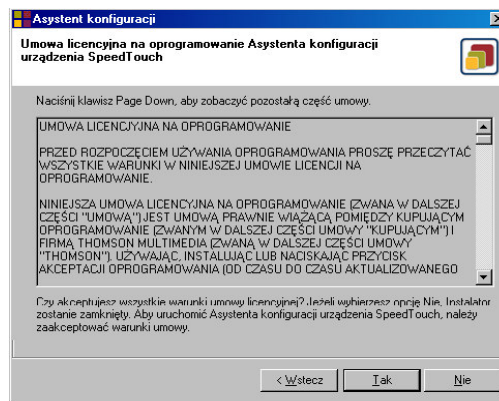 Asystent konfiguracji
Umowa licencyjna na oprogramowanie Asystenta konfiguracji
urządzenia SpeedTouch
Naciśnij klawisz Page Down, aby zobaczyć pozostałą część umowy.
UMOWA LICENCJYJNA NA OPROGRAMOWANIE
PRZED ROZPOCZĘCIEM UŻYWANIA OPROGRAMOWANIA PROSZĘ PRZECZYTAĆ
WSZYSTKIE WARUNKI W NINIEJSZEJ UMOWIE LICENCJI NA
OPROGRAMOWANIE.
NINIEJSZA UMOWA LICENCYJNA NA OPROGRAMOWANIE (ZWANA W DALSZEJ
CZĘŚCI "UMOWĄ") JEST UMOWĄ PRAWNIE WIĄŻĄCĄ POMIĘDZY KUPUJĄCYM
OPROGRAMOWANIE (ZWANYM W DALSZEJ CZĘŚCI UMOWY "KUPUJĄCYM") I
FIRMĄ THOMSON MULTIMEDIA (ZWANĄ W DALSZEJ CZĘŚCI UMOWY
"THOMSON"). UŻYWAJĄC, INSTALUJĄC LUB NACISKAJĄC PRZYCISK
AKCEPTACJI OPROGRAMOWANIA (OD CZASU DO CZASU AKTUALIZOWANEGO
Czy akceptujesz wszystkie warunki umowy licencyjnej? Jeżeli wybierzesz opcję Nie, Instalator
zostanie zamknięty. Aby uruchomić Asystenta konfiguracji urządzenia SpeedTouch, należy
zaakceptować warunki umowy.
< Wstecz Tak Nie